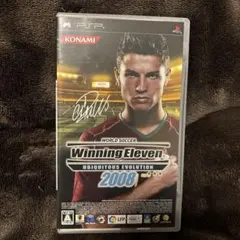 PSP
KONAMI
WORLD SOCCER
Winning Eleven
UBIQUITOUS EVOLUTION
2008
A